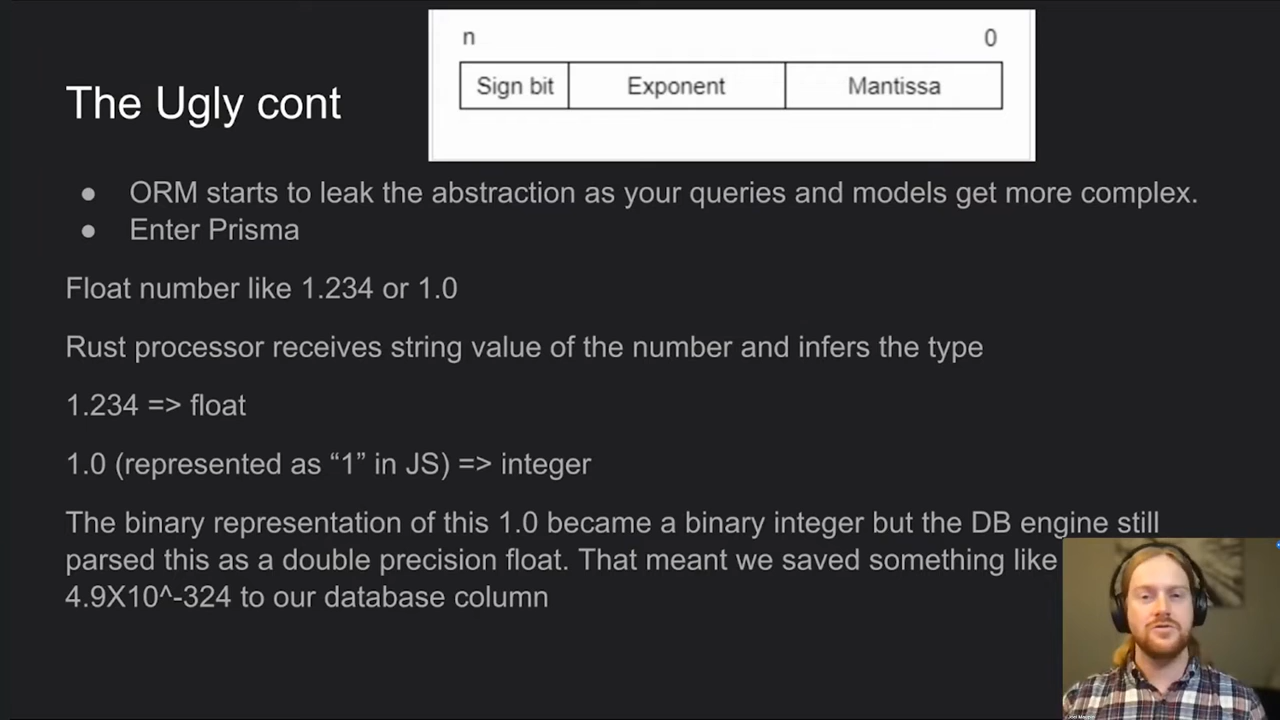 n 0
Sign bit Exponent Mantissa
The Ugly cont
● ORM starts to leak the abstraction as your queries and models get more complex.
● Enter Prisma
Float number like 1.234 or 1.0
Rust processor receives string value of the number and infers the type
1.234 => float
1.0 (represented as “1” in JS) => integer
The binary representation of this 1.0 became a binary integer but the DB engine still
parsed this as a double precision float. That meant we saved something like
4.9X10^-324 to our database column